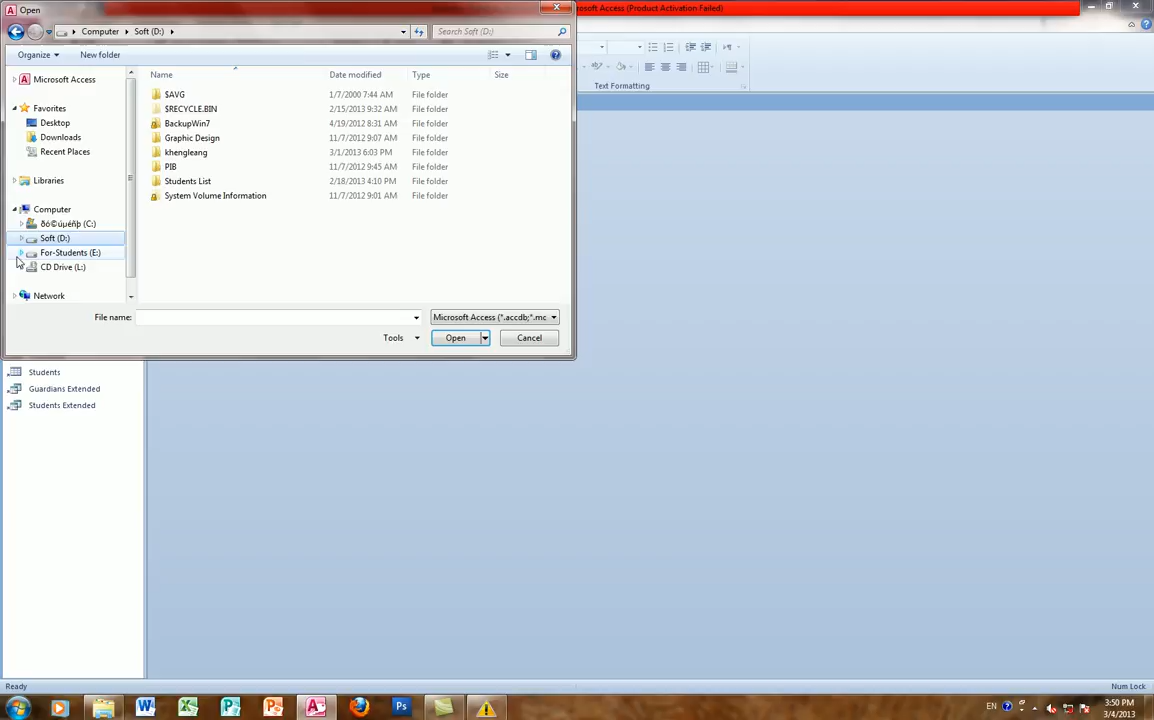 Open
rosoft Access (Product Activation Failed)
Computer
Soft (D:)
Search Soft (D:)
Organize
New folder
Microsoft Access
Favorites
Desktop
Downloads
Recent Places
Libraries
Computer
ðó©úµéñþ (C:)
Soft (D:)
For-Students (E:)
CD Drive (L:)
Network
Name Date modified Type Size
$AVG 1/7/2000 7:44 AM File folder
$RECYCLE.BIN 2/15/2013 9:32 AM File folder
BackupWin7 4/19/2012 8:31 AM File folder
Graphic Design 11/7/2012 9:07 AM File folder
khengleang 3/1/2013 6:03 PM File folder
PIB 11/7/2012 9:45 AM File folder
Students List 2/18/2013 4:10 PM File folder
System Volume Information 11/7/2012 9:01 AM File folder
File name:
Microsoft Access (*.accdb;*.mc
Tools
Open
Cancel
Text Formatting
Students
Guardians Extended
Students Extended
Ready
Num Lock
EN
3:50 PM
3/4/2013